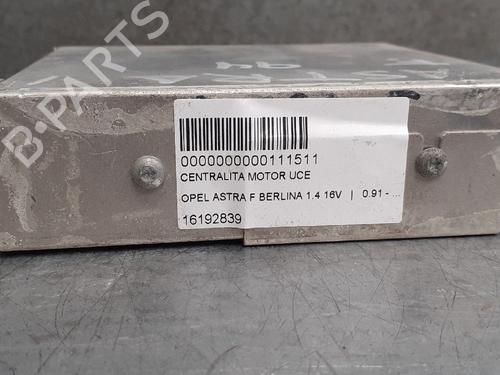 B-PARTS
0000000000111511
CENTRALITA MOTOR UCE
OPEL ASTRA F BERLINA 1.4 16V | 0.91 - ...
16192839